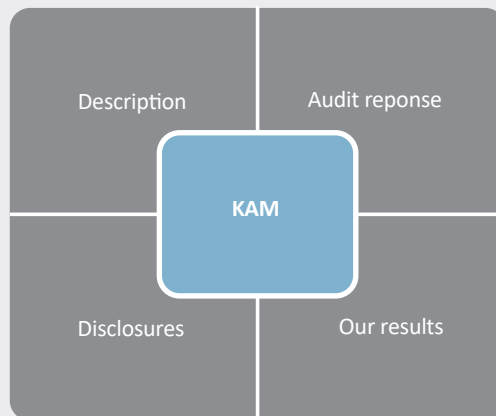 Description
Audit reponse
KAM
Disclosures
Our results